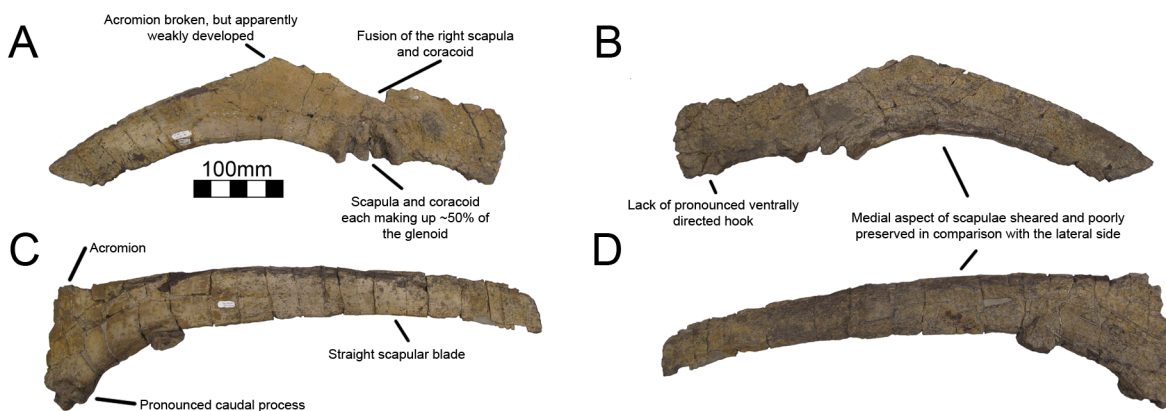 A
Acromion broken, but apparently
weakly developed
Fusion of the right scapula
and coracoid
B
100mm
Scapula and coracoid
each making up ~50% of
the glenoid
Lack of pronounced ventrally
directed hook
Medial aspect of scapulae sheared and poorly
preserved in comparison with the lateral side
C
Acromion
D
Straight scapular blade
Pronounced caudal process